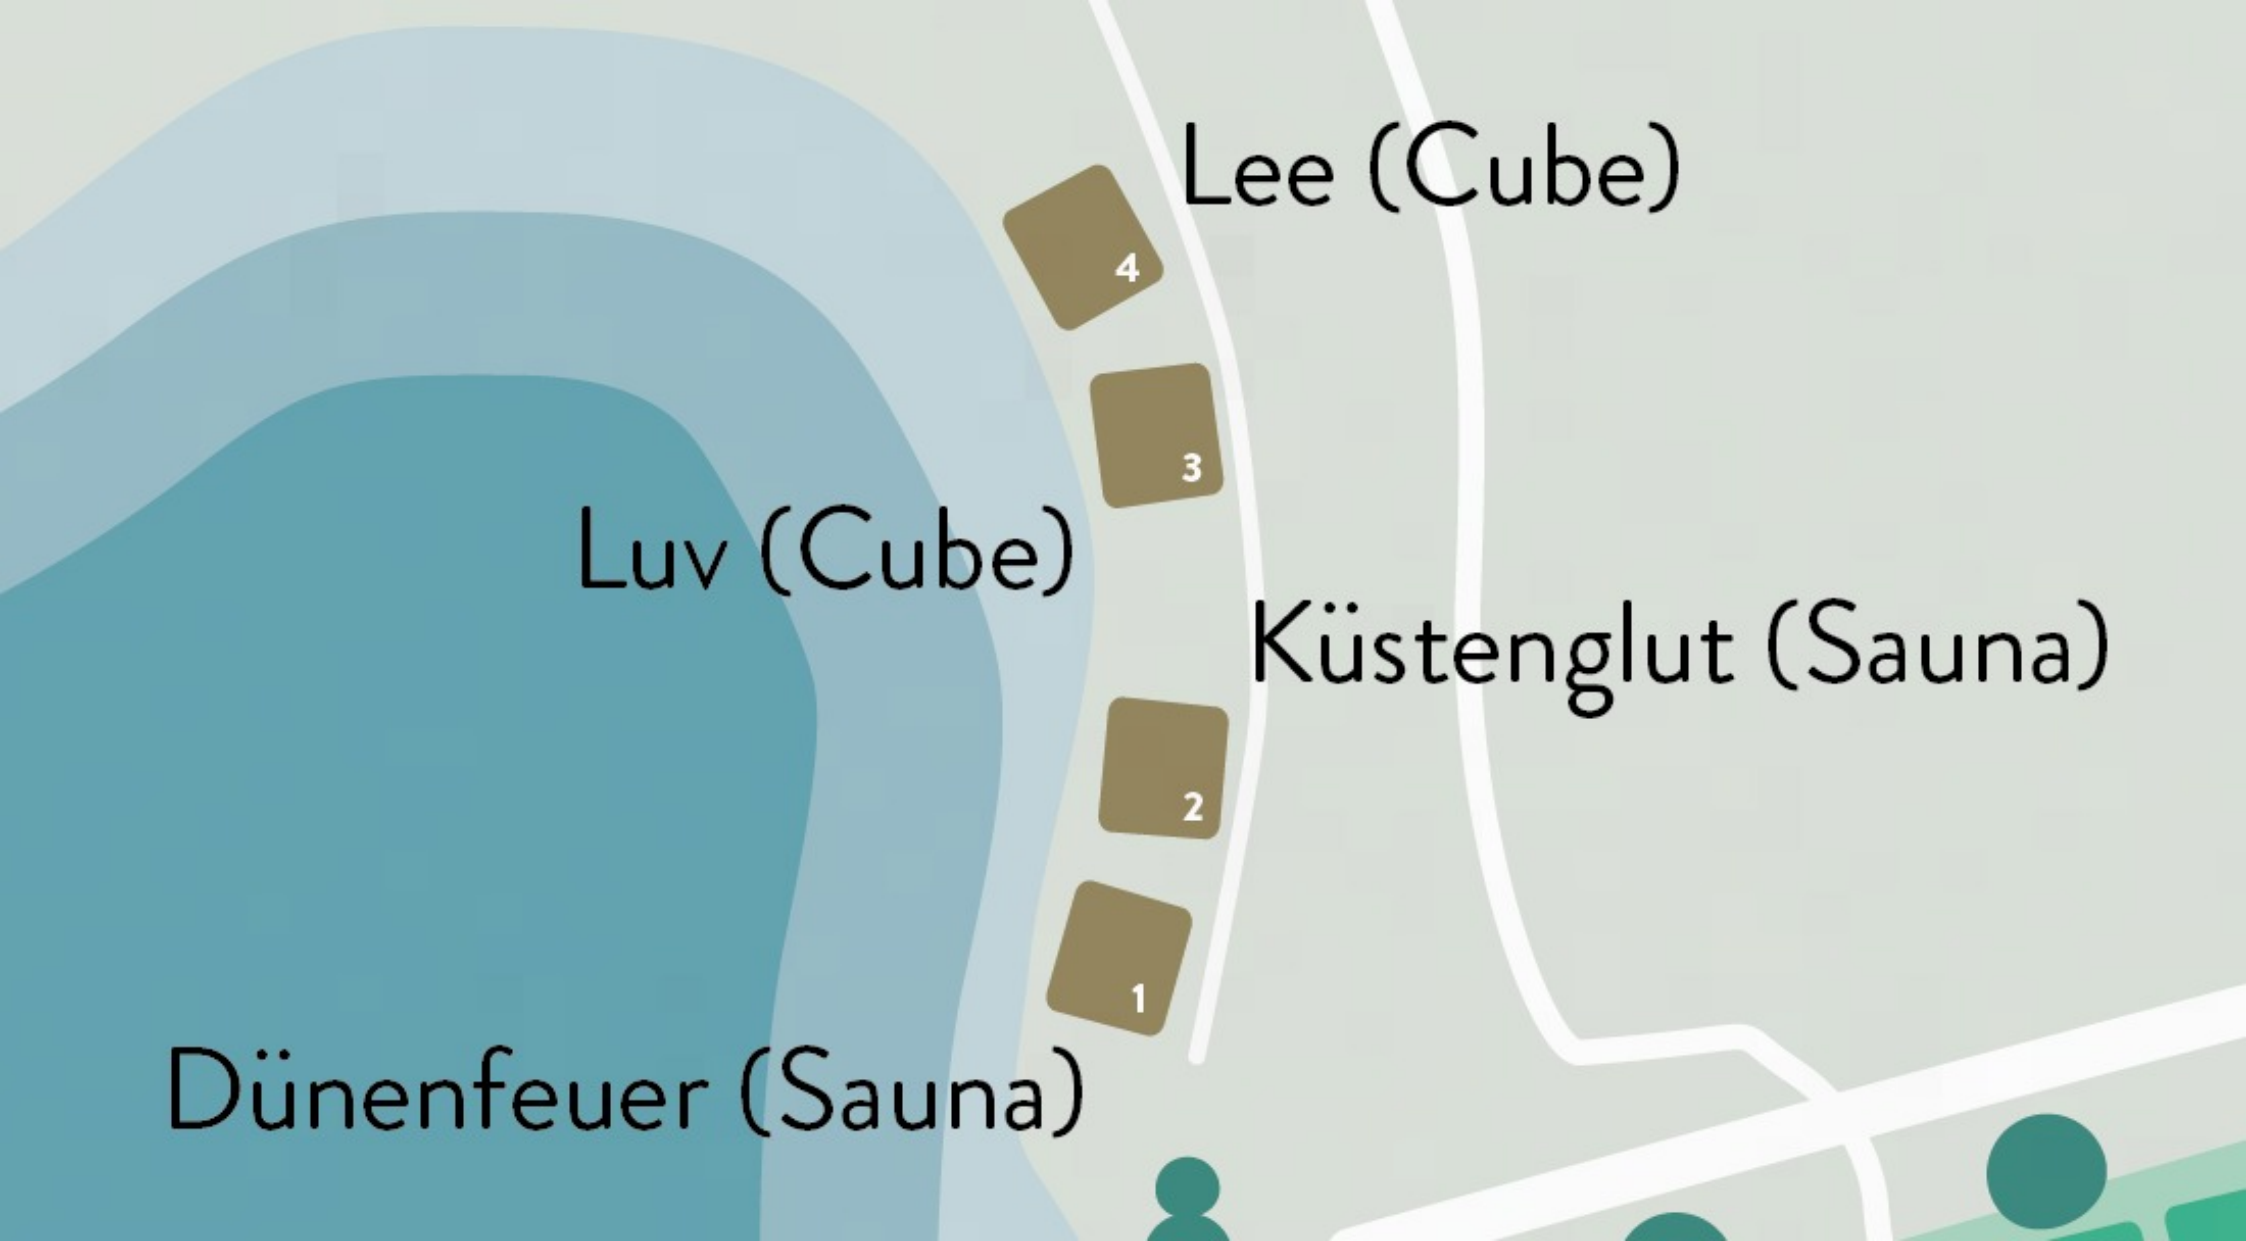 Lee (Cube)
4
3
Luv (Cube)
Küstenglut (Sauna)
2
1
Dünenfeuer (Sauna)